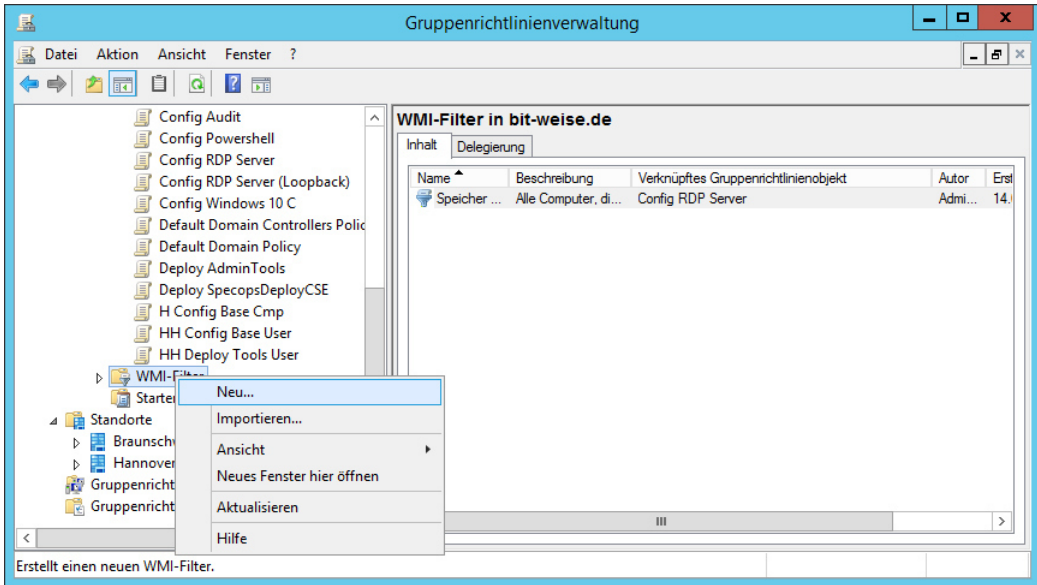 Gruppenrichtlinienverwaltung
Datei Aktion Ansicht Fenster ?
Config Audit
Config Powershell
Config RDP Server
Config RDP Server (Loopback)
Config Windows 10 C
Default Domain Controllers Polic
Default Domain Policy
Deploy AdminTools
Deploy SpecopsDeployCSE
H Config Base Cmp
HH Config Base User
HH Deploy Tools User
WMI-Filter
Starter
Standorte
Braunschw
Hannover
Gruppenricht
Gruppenricht
Neu...
Importieren...
Ansicht
Neues Fenster hier öffnen
Aktualisieren
Hilfe
WMI-Filter in bit-weise.de
Inhalt Delegierung
Name Beschreibung Verknüpftes Gruppenrichtlinienobjekt Autor Erst
Speicher ... Alle Computer, di... Config RDP Server Admi... 14.
Erstellt einen neuen WMI-Filter.